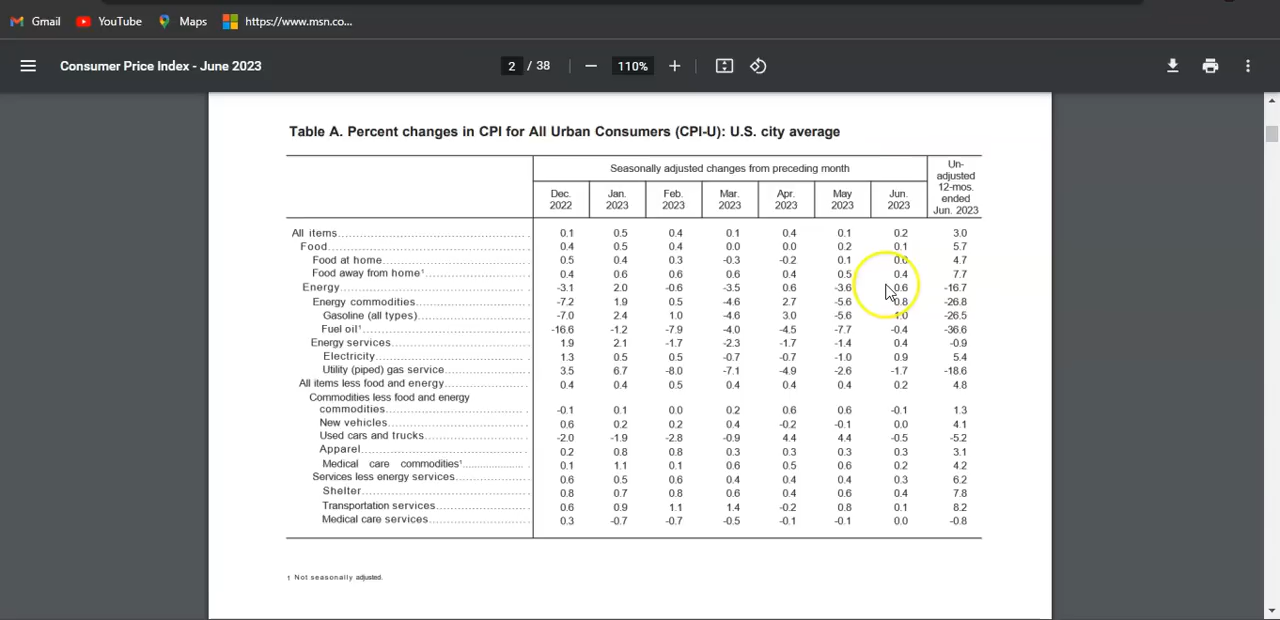 Gmail YouTube Maps https://www.msn.co...
Consumer Price Index - June 2023 2 / 38 110%
Table A. Percent changes in CPI for All Urban Consumers (CPI-U): U.S. city average
Seasonally adjusted changes from preceding month
Un-
adjusted
12-mos.
ended
Jun. 2023
Dec. Jan. Feb. Mar. Apr. May Jun.
2022 2023 2023 2023 2023 2023 2023
All items 0.1 0.5 0.4 0.1 0.4 0.1 0.2 3.0
Food 0.4 0.5 0.4 0.0 0.0 0.2 0.1 5.7
Food at home 0.5 0.4 0.3 -0.3 -0.2 0.1 0.0 4.7
Food away from home¹ 0.4 0.6 0.6 0.6 0.4 0.5 0.4 7.7
Energy -3.1 2.0 -0.6 -3.5 0.6 -3.6 0.6 -16.7
Energy commodities -7.2 1.9 0.5 -4.6 2.7 -5.6 0.8 -26.8
Gasoline (all types) -7.0 2.4 1.0 -4.6 3.0 -5.6 1.0 -26.5
Fuel oil¹ -16.6 -1.2 -7.9 -4.0 -4.5 -7.7 -0.4 -36.6
Energy services 1.9 2.1 -1.7 -2.3 -1.7 -1.4 0.4 -0.9
Electricity 1.3 0.5 0.5 -0.7 -0.7 -1.0 0.9 5.4
Utility (piped) gas service 3.5 6.7 -8.0 -7.1 -4.9 -2.6 -1.7 -18.6
All items less food and energy 0.4 0.4 0.5 0.4 0.4 0.4 0.2 4.8
Commodities less food and energy
commodities -0.1 0.1 0.0 0.2 0.6 0.6 -0.1 1.3
New vehicles 0.6 0.2 0.2 0.4 -0.2 -0.1 0.0 4.1
Used cars and trucks -2.0 -1.9 -2.8 -0.9 4.4 4.4 -0.5 -5.2
Apparel 0.2 0.8 0.8 0.3 0.3 0.3 0.3 3.1
Medical care commodities¹ 0.1 1.1 0.1 0.6 0.5 0.6 0.2 4.2
Services less energy services 0.6 0.5 0.6 0.4 0.4 0.4 0.3 6.2
Shelter 0.8 0.7 0.8 0.6 0.4 0.6 0.4 7.8
Transportation services 0.6 0.9 1.1 1.4 -0.2 0.8 0.1 8.2
Medical care services 0.3 -0.7 -0.7 -0.5 -0.1 -0.1 0.0 -0.8
¹ Not seasonally adjusted.